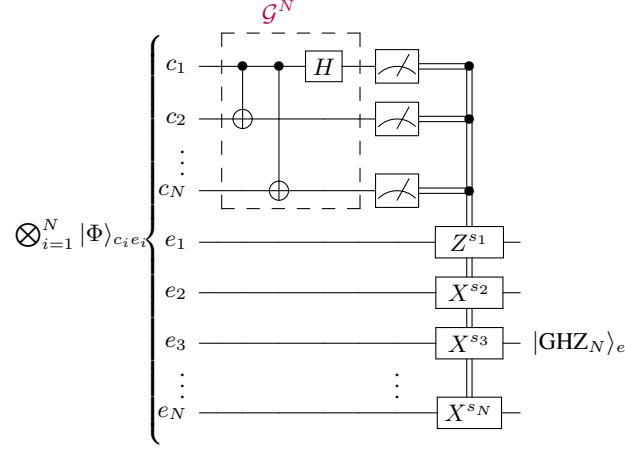 𝒢^N
c_1
H
c_2
⋮
c_N
⊗_{i=1}^N |Φ⟩_{c_i e_i}
e_1
Z^{s_1}
e_2
X^{s_2}
e_3
X^{s_3}
|GHZ_N⟩_e
⋮
⋮
e_N
X^{s_N}